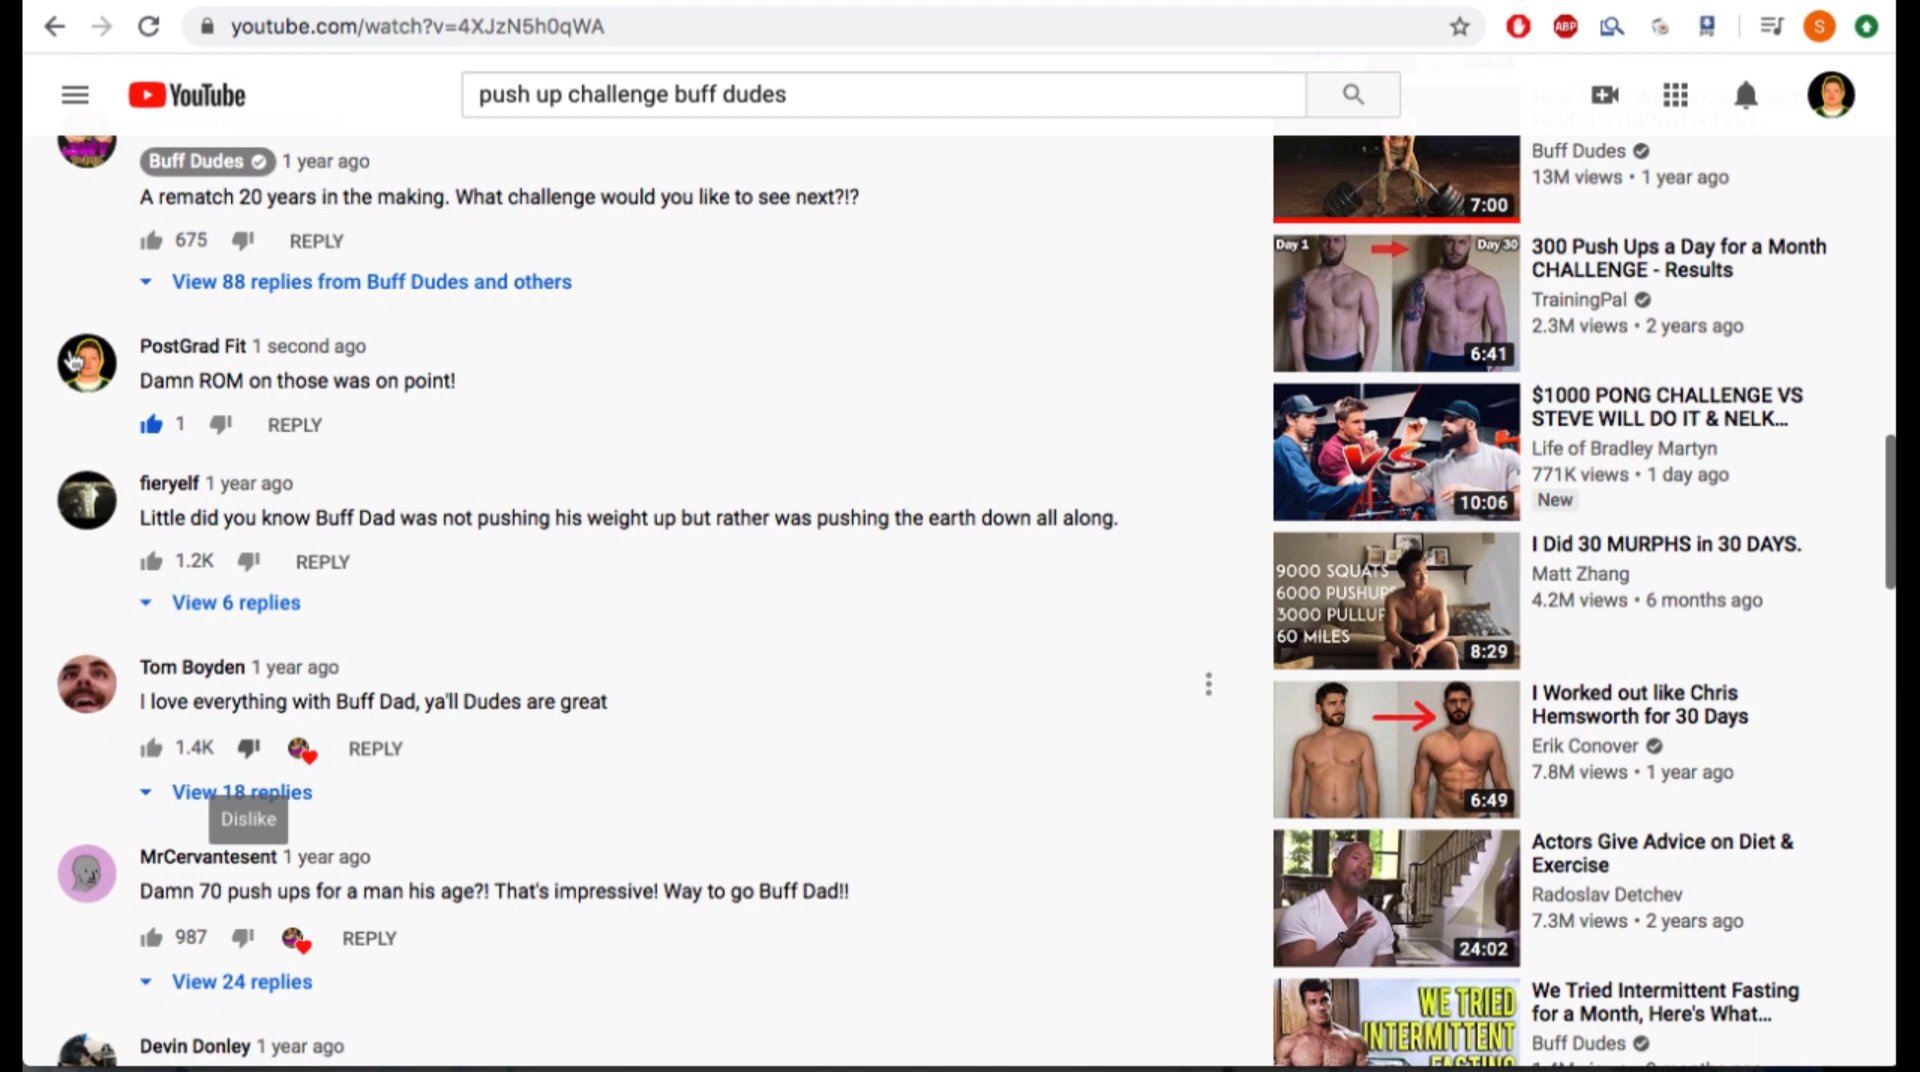 youtube.com/watch?v=4XJzN5h0qWA
ABP
S
YouTube
push up challenge buff dudes
Buff Dudes
1 year ago
A rematch 20 years in the making. What challenge would you like to see next?!?
675
REPLY
View 88 replies from Buff Dudes and others
PostGrad Fit 1 second ago
Damn ROM on those was on point!
1
REPLY
fieryelf 1 year ago
Little did you know Buff Dad was not pushing his weight up but rather was pushing the earth down all along.
1.2K
REPLY
View 6 replies
Tom Boyden 1 year ago
I love everything with Buff Dad, ya'll Dudes are great
1.4K
REPLY
View 18 replies
Dislike
MrCervantesent 1 year ago
Damn 70 push ups for a man his age?! That's impressive! Way to go Buff Dad!!
987
REPLY
View 24 replies
Devin Donley 1 year ago
Buff Dudes
13M views • 1 year ago
7:00
Day 1
Day 30
6:41
300 Push Ups a Day for a Month
CHALLENGE - Results
TrainingPal
2.3M views • 2 years ago
VS
10:06
$1000 PONG CHALLENGE VS
STEVE WILL DO IT & NELK...
Life of Bradley Martyn
771K views • 1 day ago
New
9000 SQUATS
6000 PUSHUPS
3000 PULLUP
60 MILES
8:29
I Did 30 MURPHS in 30 DAYS.
Matt Zhang
4.2M views • 6 months ago
6:49
I Worked out like Chris
Hemsworth for 30 Days
Erik Conover
7.8M views • 1 year ago
24:02
Actors Give Advice on Diet &
Exercise
Radoslav Detchev
7.3M views • 2 years ago
WE TRIED
INTERMITTENT
FASTING
We Tried Intermittent Fasting
for a Month, Here's What...
Buff Dudes